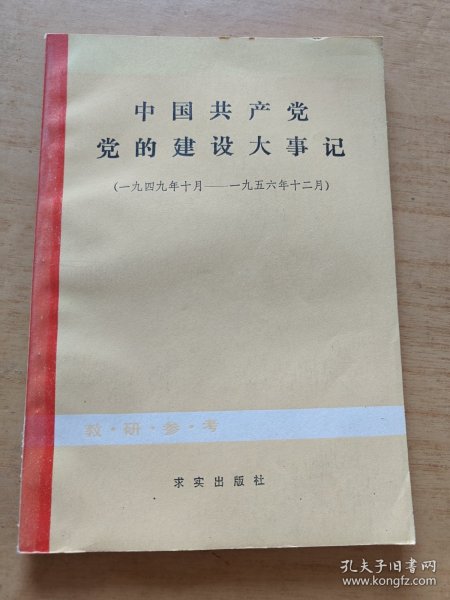 中国共产党
党的建设大事记
(一九四九年十月——一九五六年十二月)
教·研·参·考
求实出版社
孔夫子旧书网
www.kongfz.com